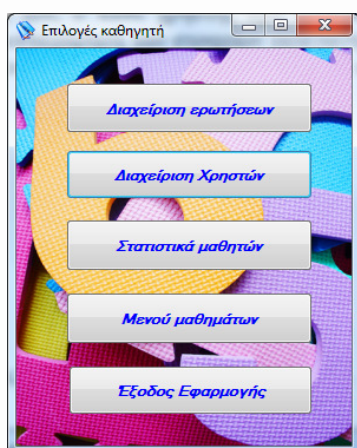 Επιλογές καθηγητή
Διαχείριση ερωτήσεων
Διαχείριση Χρηστών
Στατιστικά μαθητών
Μενού μαθημάτων
Έξοδος Εφαρμογής